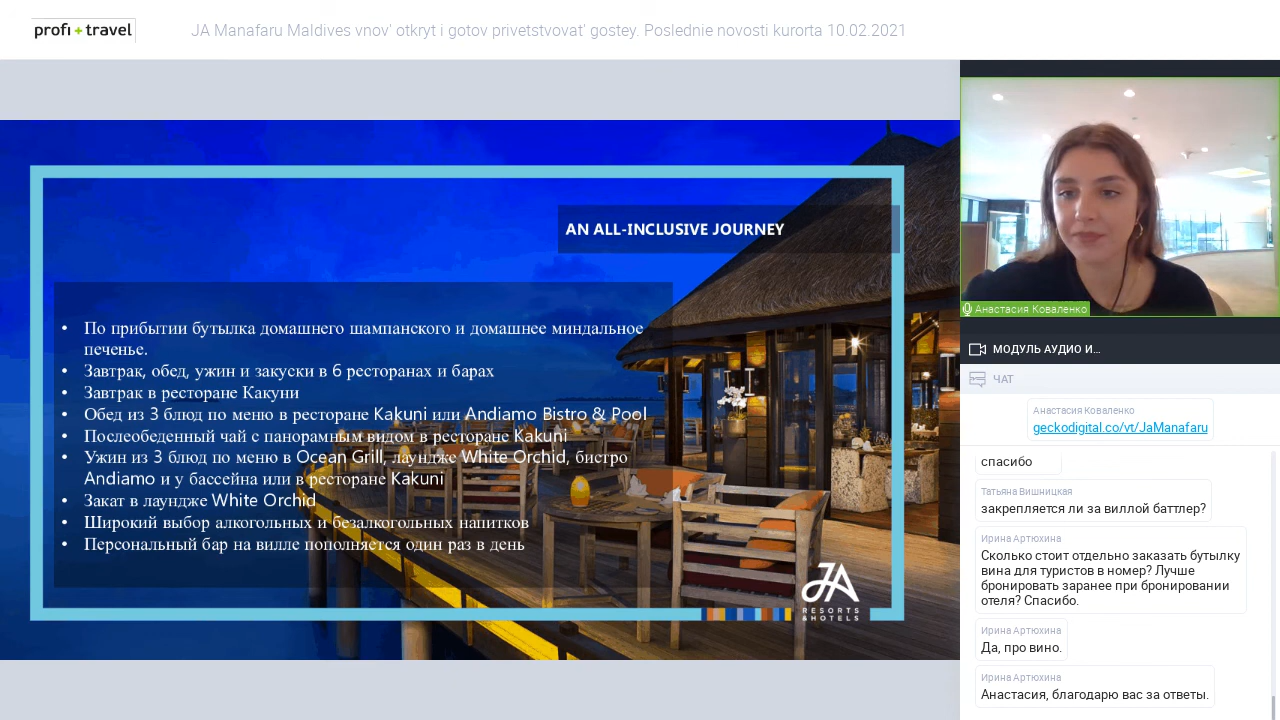 profi + travel
JA Manafaru Maldives vnov' otkryt i gotov privetstvovat' gostey. Poslednie novosti kurorta 10.02.2021
AN ALL-INCLUSIVE JOURNEY
• По прибытии бутылка домашнего шампанского и домашнее миндальное
печенье.
• Завтрак, обед, ужин и закуски в 6 ресторанах и барах
• Завтрак в ресторане Какуни
• Обед из 3 блюд по меню в ресторане Kakuni или Andiamo Bistro & Pool
• Послеобеденный чай с панорамным видом в ресторане Kakuni
• Ужин из 3 блюд по меню в Ocean Grill, лаундже White Orchid, бистро
Andiamo и у бассейна или в ресторане Kakuni
• Закат в лаундже White Orchid
• Широкий выбор алкогольных и безалкогольных напитков
• Персональный бар на вилле пополняется один раз в день
JA
RESORTS
&HOTELS
Анастасия Коваленко
МОДУЛЬ АУДИО И...
ЧАТ
Анастасия Коваленко
geckodigital.co/vt/JaManafaru
спасибо
Татьяна Вишницкая
закрепляется ли за виллой баттлер?
Ирина Артюхина
Сколько стоит отдельно заказать бутылку
вина для туристов в номер? Лучше
бронировать заранее при бронировании
отеля? Спасибо.
Ирина Артюхина
Да, про вино.
Ирина Артюхина
Анастасия, благодарю вас за ответы.